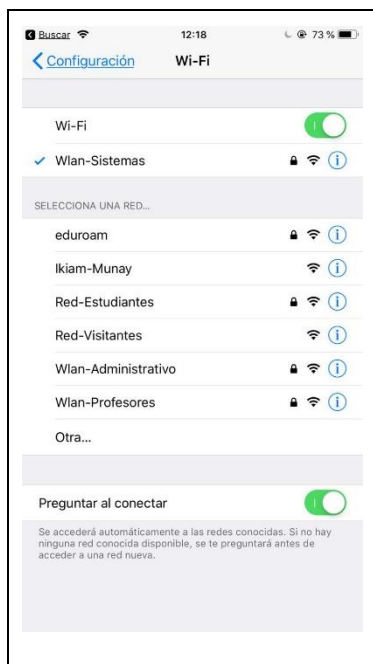 Buscar 12:18 73 %
Configuración Wi-Fi
Wi-Fi
Wlan-Sistemas
SELECCIONA UNA RED...
eduroam
Ikiam-Munay
Red-Estudiantes
Red-Visitantes
Wlan-Administrativo
Wlan-Profesores
Otra...
Preguntar al conectar
Se accederá automáticamente a las redes conocidas. Si no hay
ninguna red conocida disponible, se te preguntará antes de
acceder a una red nueva.